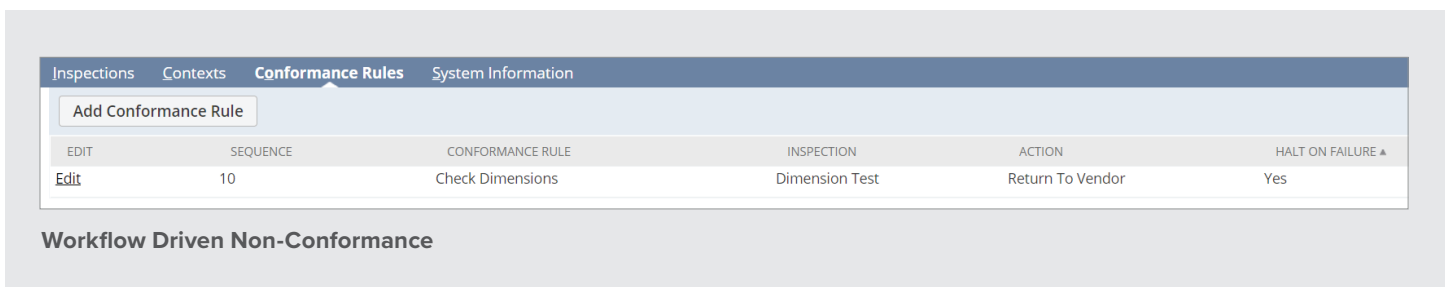 Inspections Contexts Conformance Rules System Information
Add Conformance Rule
EDIT SEQUENCE CONFORMANCE RULE INSPECTION ACTION HALT ON FAILURE ▲
Edit 10 Check Dimensions Dimension Test Return To Vendor Yes
Workflow Driven Non-Conformance